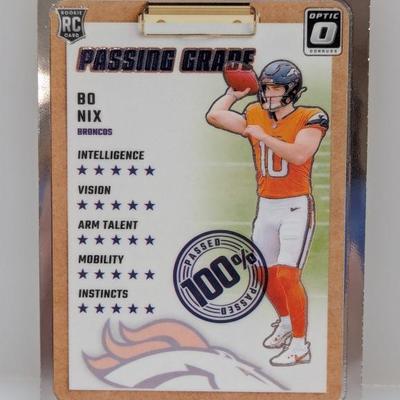 ROOKIE
RC
CARD
OPTIC
DONRUSS
PASSING GRADE
BO
NIX
BRONCOS
10
INTELLIGENCE
★★★★★
VISION
★★★★★
ARM TALENT
★★★★★
MOBILITY
★★★★★
INSTINCTS
★★★★★
PASSED
100%
PASSED